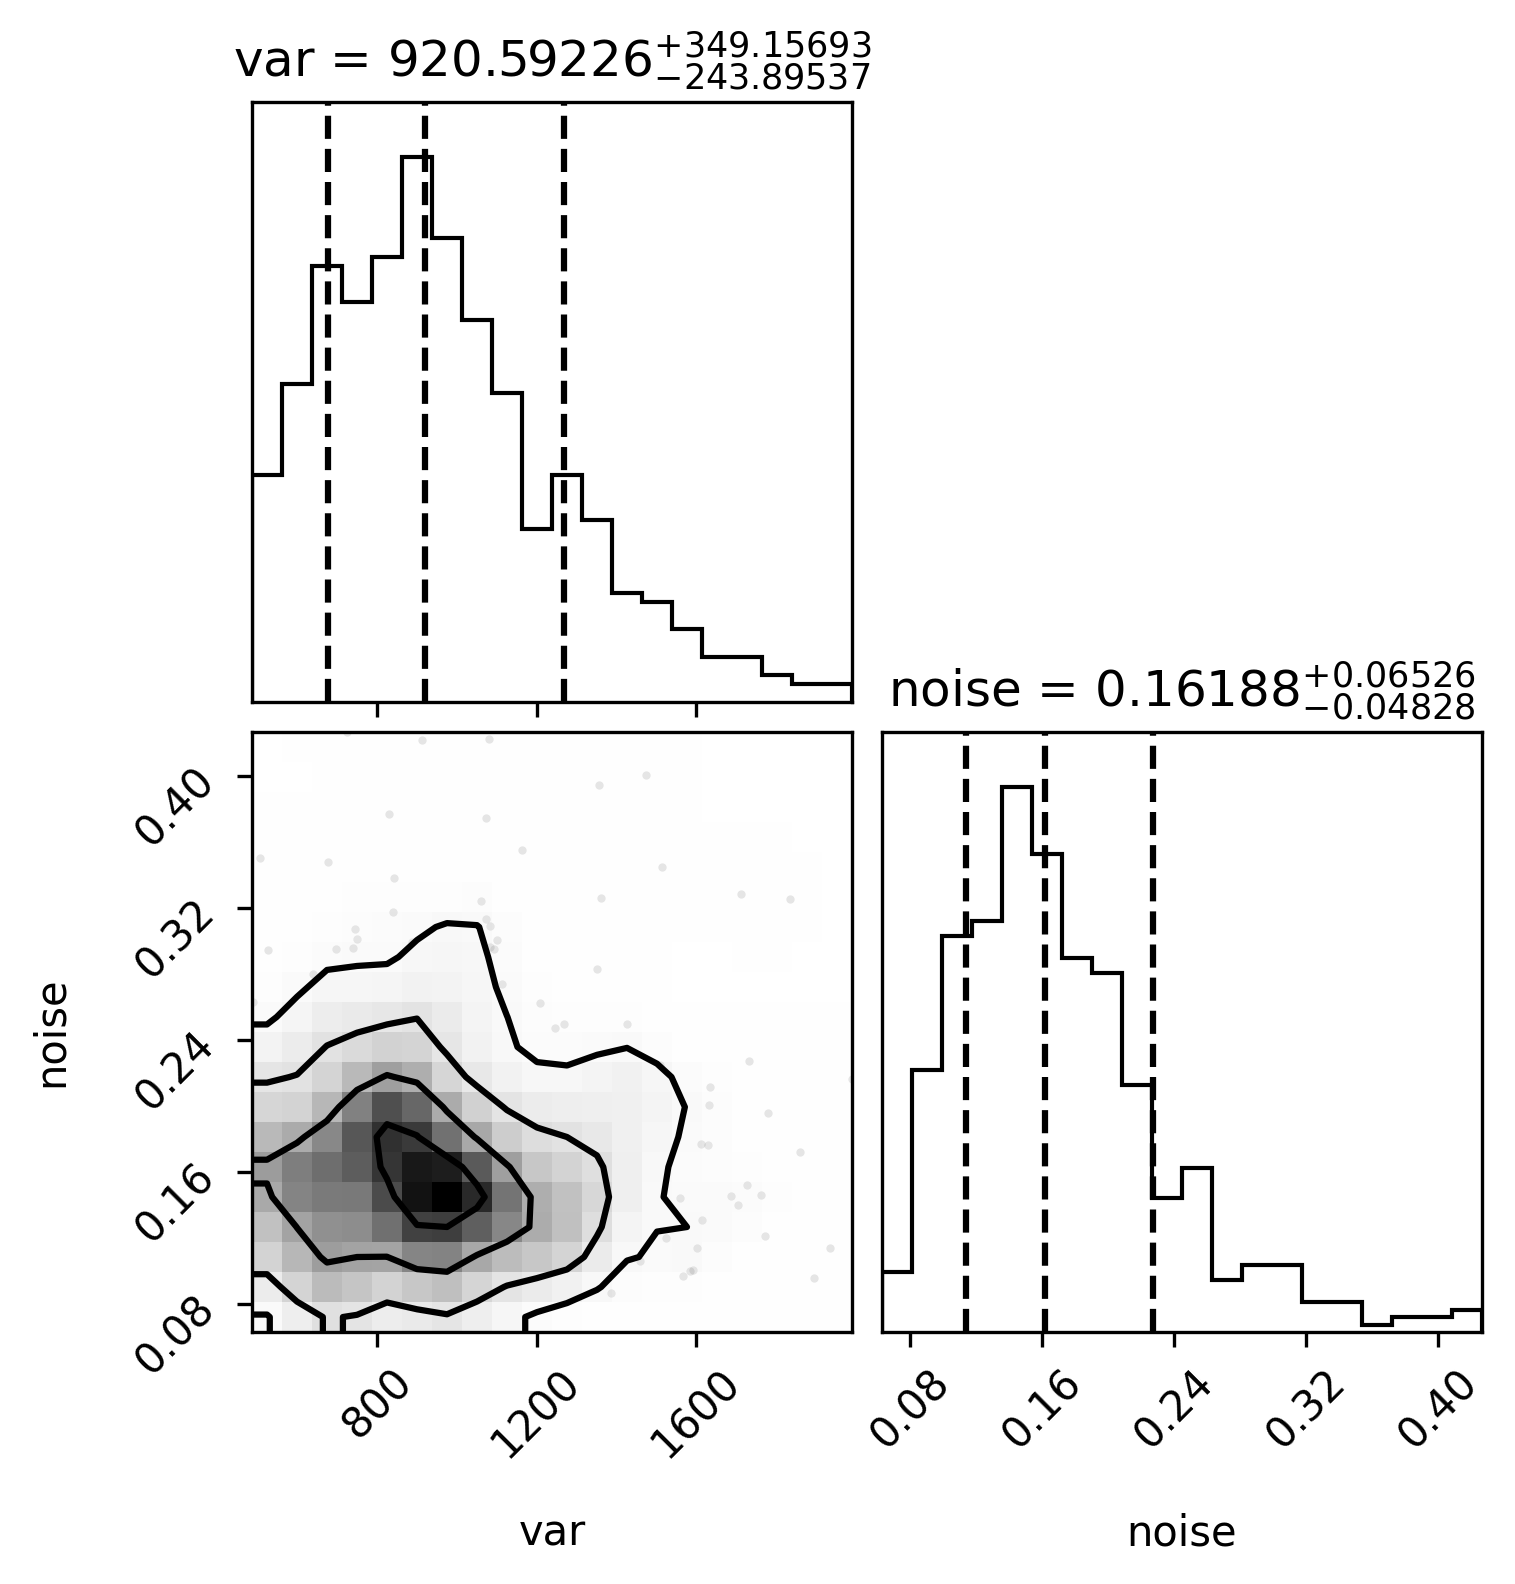 var = 920.59226+349.15693−243.89537
noise = 0.16188+0.06526−0.04828
0.40
0.32
0.24
0.16
0.08
noise
800 1200 1600
0.08 0.16 0.24 0.32 0.40
var
noise